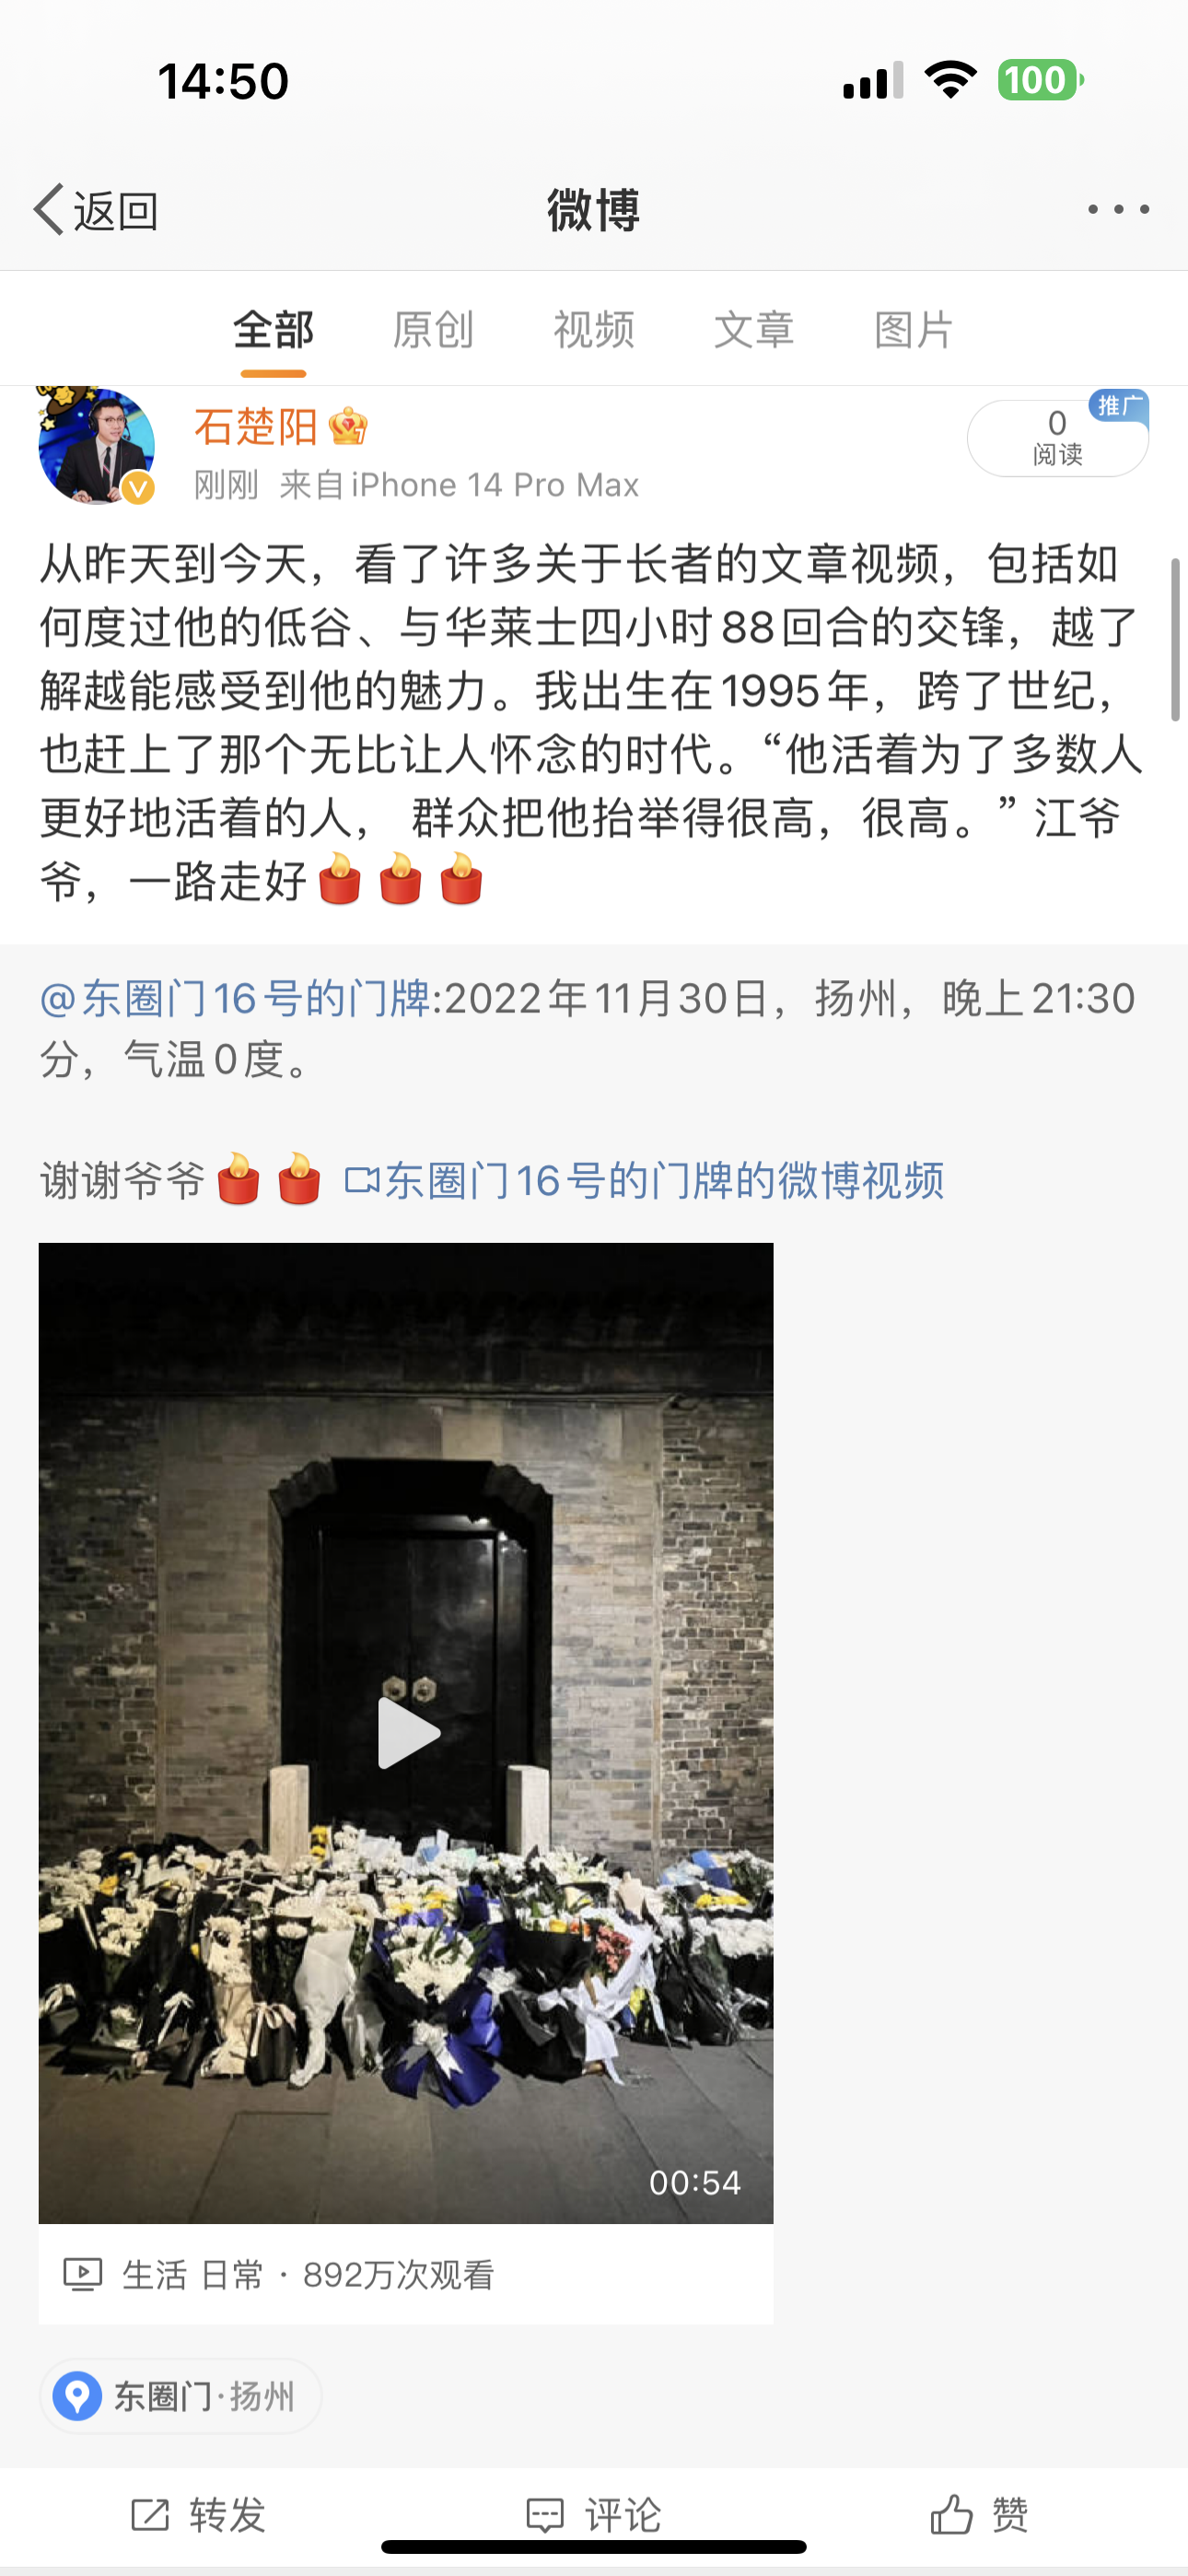 14:50
100
返回
微博
全部 原创 视频 文章 图片
石楚阳
推广
0
阅读
刚刚 来自 iPhone 14 Pro Max
从昨天到今天，看了许多关于长者的文章视频，包括如
何度过他的低谷、与华莱士四小时88回合的交锋，越了
解越能感受到他的魅力。我出生在1995年，跨了世纪，
也赶上了那个无比让人怀念的时代。“他活着为了多数人
更好地活着的人， 群众把他抬举得很高，很高。” 江爷
爷，一路走好🕯️🕯️🕯️
@东圈门16号的门牌:2022年11月30日，扬州，晚上21:30
分，气温0度。
谢谢爷爷🕯️🕯️ 东圈门16号的门牌的微博视频
00:54
生活 日常 · 892万次观看
东圈门·扬州
转发 评论 赞